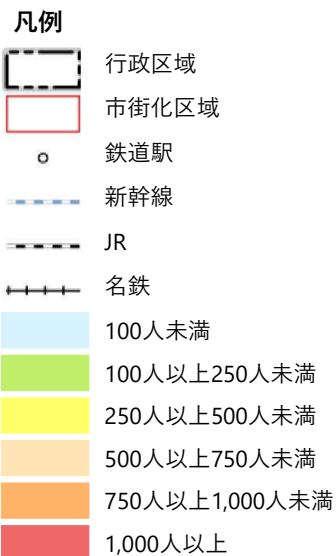 凡例
行政区域
市街化区域
鉄道駅
新幹線
JR
名鉄
100人未満
100人以上250人未満
250人以上500人未満
500人以上750人未満
750人以上1,000人未満
1,000人以上